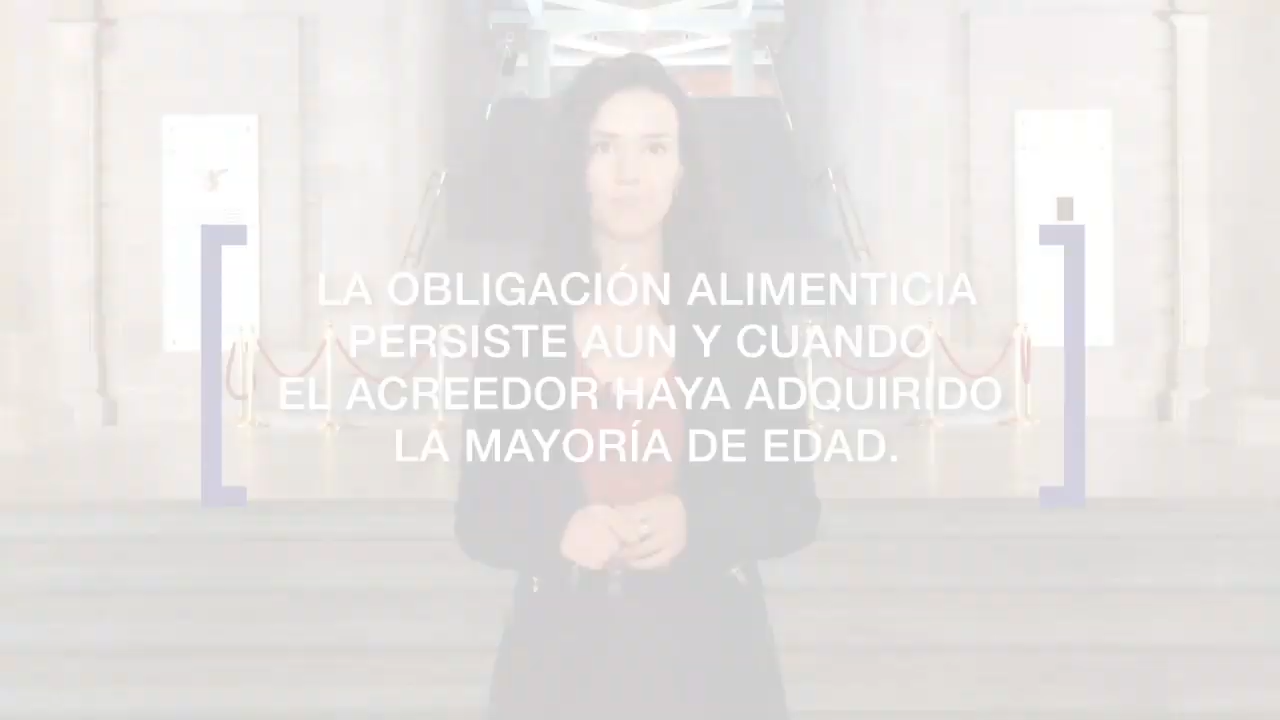 LA OBLIGACIÓN ALIMENTICIA
PERSISTE AUN Y CUANDO
EL ACREEDOR HAYA ADQUIRIDO
LA MAYORÍA DE EDAD.